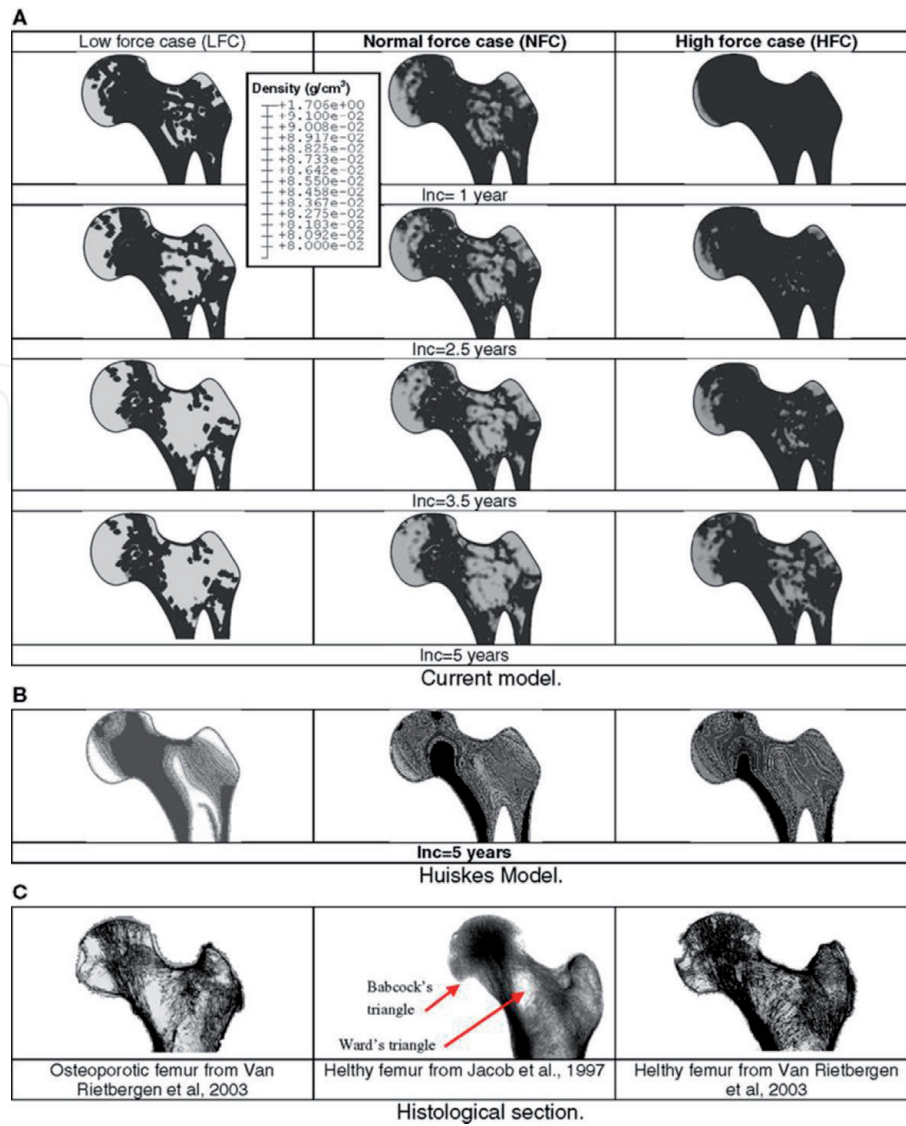 A
Low force case (LFC)
Normal force case (NFC)
High force case (HFC)
Density (g/cm³)
+1.706e+00
+9.100e-02
+9.008e-02
+8.917e-02
+8.825e-02
+8.733e-02
+8.642e-02
+8.550e-02
+8.458e-02
+8.367e-02
+8.275e-02
+8.183e-02
+8.092e-02
+8.000e-02
Inc= 1 year
Inc=2.5 years
Inc=3.5 years
Inc=5 years
Current model.
B
Inc=5 years
Huiskes Model.
C
Babcock's
triangle
Ward's triangle
Osteoporotic femur from Van
Rietbergen et al, 2003
Helthy femur from Jacob et al., 1997
Helthy femur from Van Rietbergen
et al, 2003
Histological section.